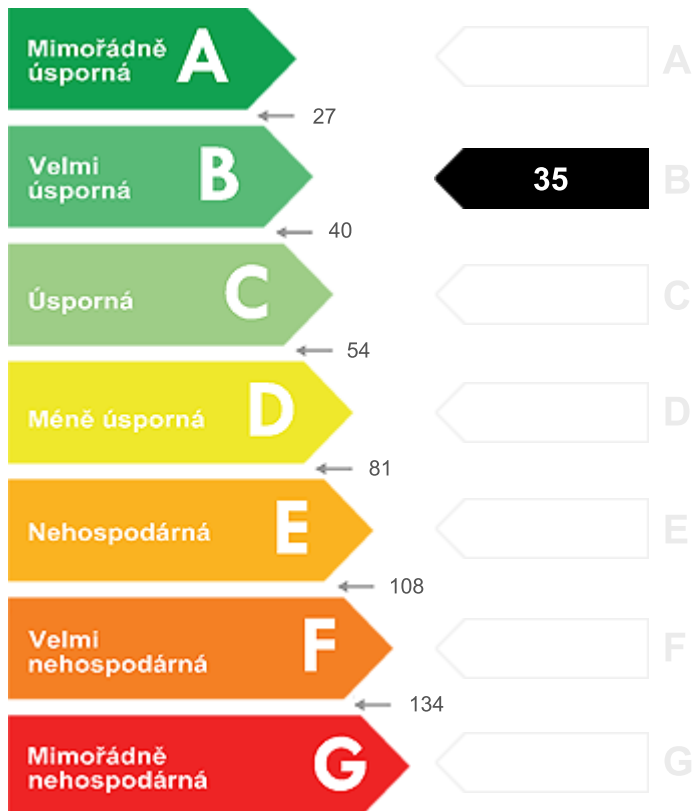 Mimořádně
úsporná
A
A
27
Velmi
úsporná
B
35
B
40
Úsporná
C
C
54
Méně úsporná
D
D
81
Nehospodárná
E
E
108
Velmi
nehospodárná
F
F
134
Mimořádně
nehospodárná
G
G